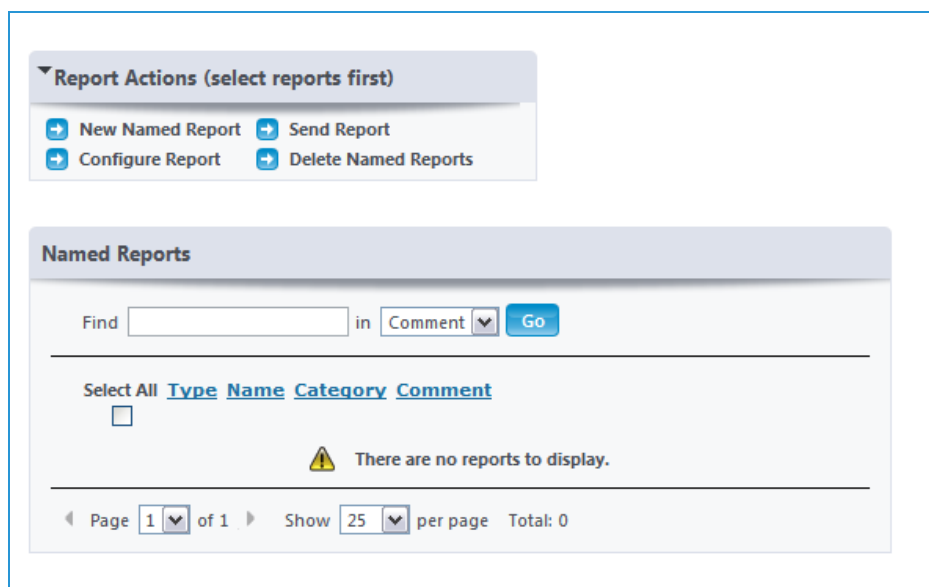 Report Actions (select reports first)
New Named Report Send Report
Configure Report Delete Named Reports
Named Reports
Find in Comment Go
Select All Type Name Category Comment
There are no reports to display.
Page 1 of 1 Show 25 per page Total: 0